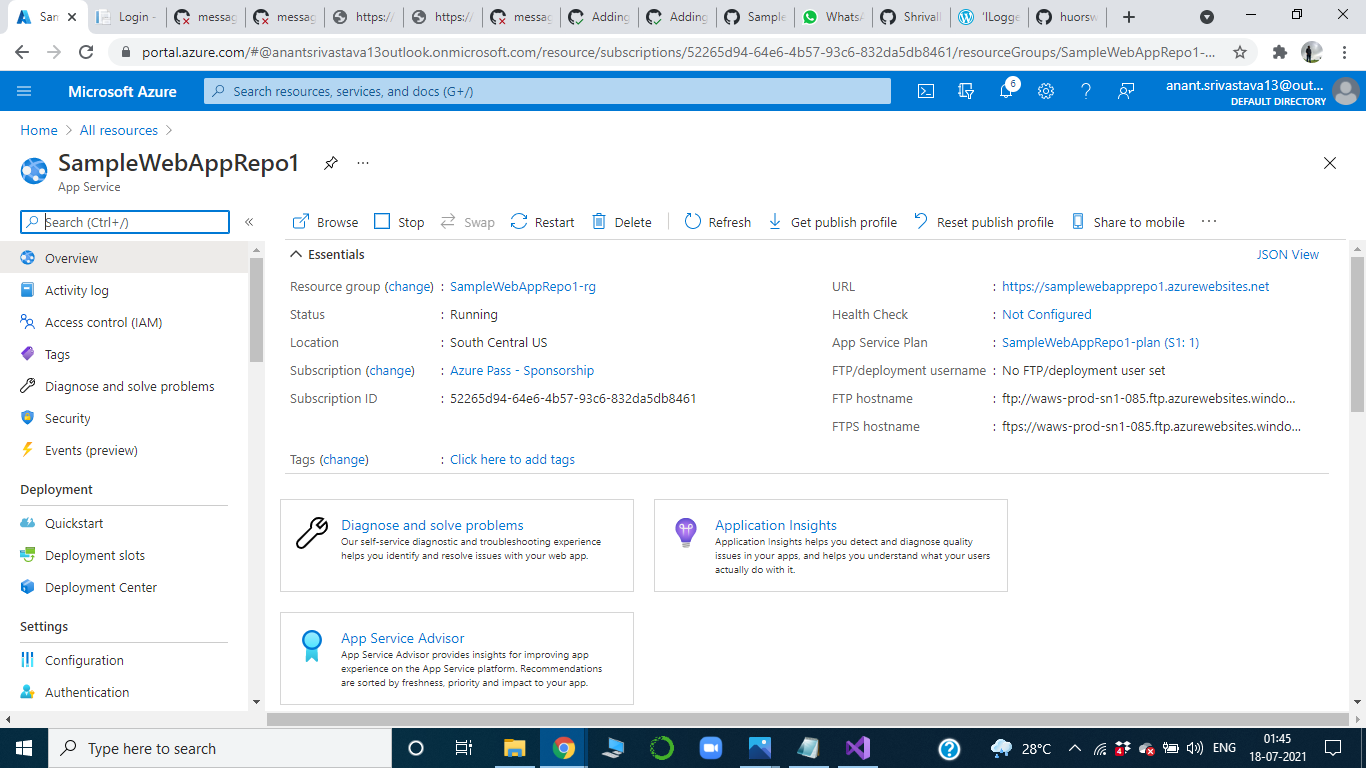 San
Login -
messag
messag
https:/
https:/
messag
Adding
Adding
Sample
WhatsA
Shrivall
'ILogge
huorsw
portal.azure.com/#@anantsrivastava13outlook.onmicrosoft.com/resource/subscriptions/52265d94-64e6-4b57-93c6-832da5db8461/resourceGroups/SampleWebAppRepo1-...
Microsoft Azure
Search resources, services, and docs (G+/)
6
anant.srivastava13@out...
DEFAULT DIRECTORY
Home > All resources >
SampleWebAppRepo1 ...
App Service
Search (Ctrl+/) «
Browse Stop Swap Restart Delete Refresh Get publish profile Reset publish profile Share to mobile ...
Overview
Activity log
Access control (IAM)
Tags
Diagnose and solve problems
Security
Events (preview)
Deployment
Quickstart
Deployment slots
Deployment Center
Settings
Configuration
Authentication
Essentials
JSON View
Resource group (change) : SampleWebAppRepo1-rg
Status : Running
Location : South Central US
Subscription (change) : Azure Pass - Sponsorship
Subscription ID : 52265d94-64e6-4b57-93c6-832da5db8461
Tags (change) : Click here to add tags
URL : https://samplewebapprepo1.azurewebsites.net
Health Check : Not Configured
App Service Plan : SampleWebAppRepo1-plan (S1: 1)
FTP/deployment username : No FTP/deployment user set
FTP hostname : ftp://waws-prod-sn1-085.ftp.azurewebsites.windo...
FTPS hostname : ftps://waws-prod-sn1-085.ftp.azurewebsites.windo...
Diagnose and solve problems
Our self-service diagnostic and troubleshooting experience
helps you identify and resolve issues with your web app.
Application Insights
Application Insights helps you detect and diagnose quality
issues in your apps, and helps you understand what your users
actually do with it.
App Service Advisor
App Service Advisor provides insights for improving app
experience on the App Service platform. Recommendations
are sorted by freshness, priority and impact to your app.
Type here to search
28°C
4
ENG
01:45
18-07-2021